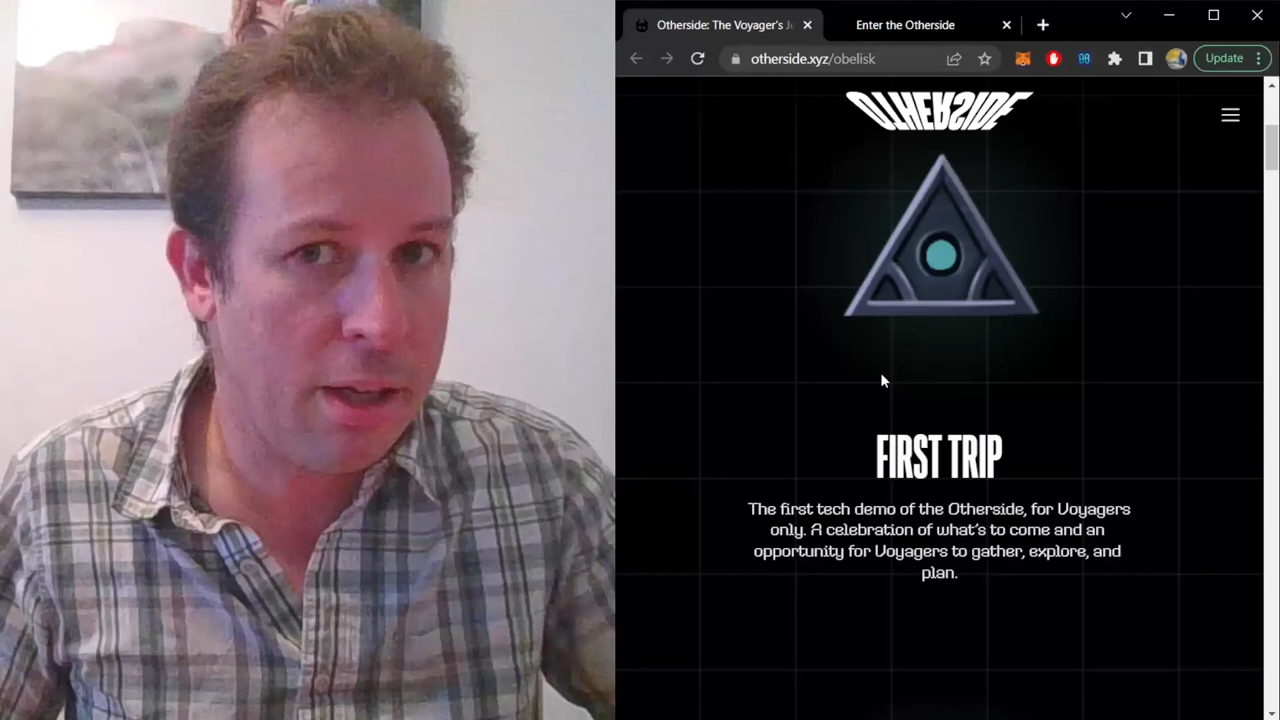 Otherside: The Voyager's J
Enter the Otherside
otherside.xyz/obelisk
Update
OTHERSIDE
FIRST TRIP
The first tech demo of the Otherside, for Voyagers
only. A celebration of what's to come and an
opportunity for Voyagers to gather, explore, and
plan.